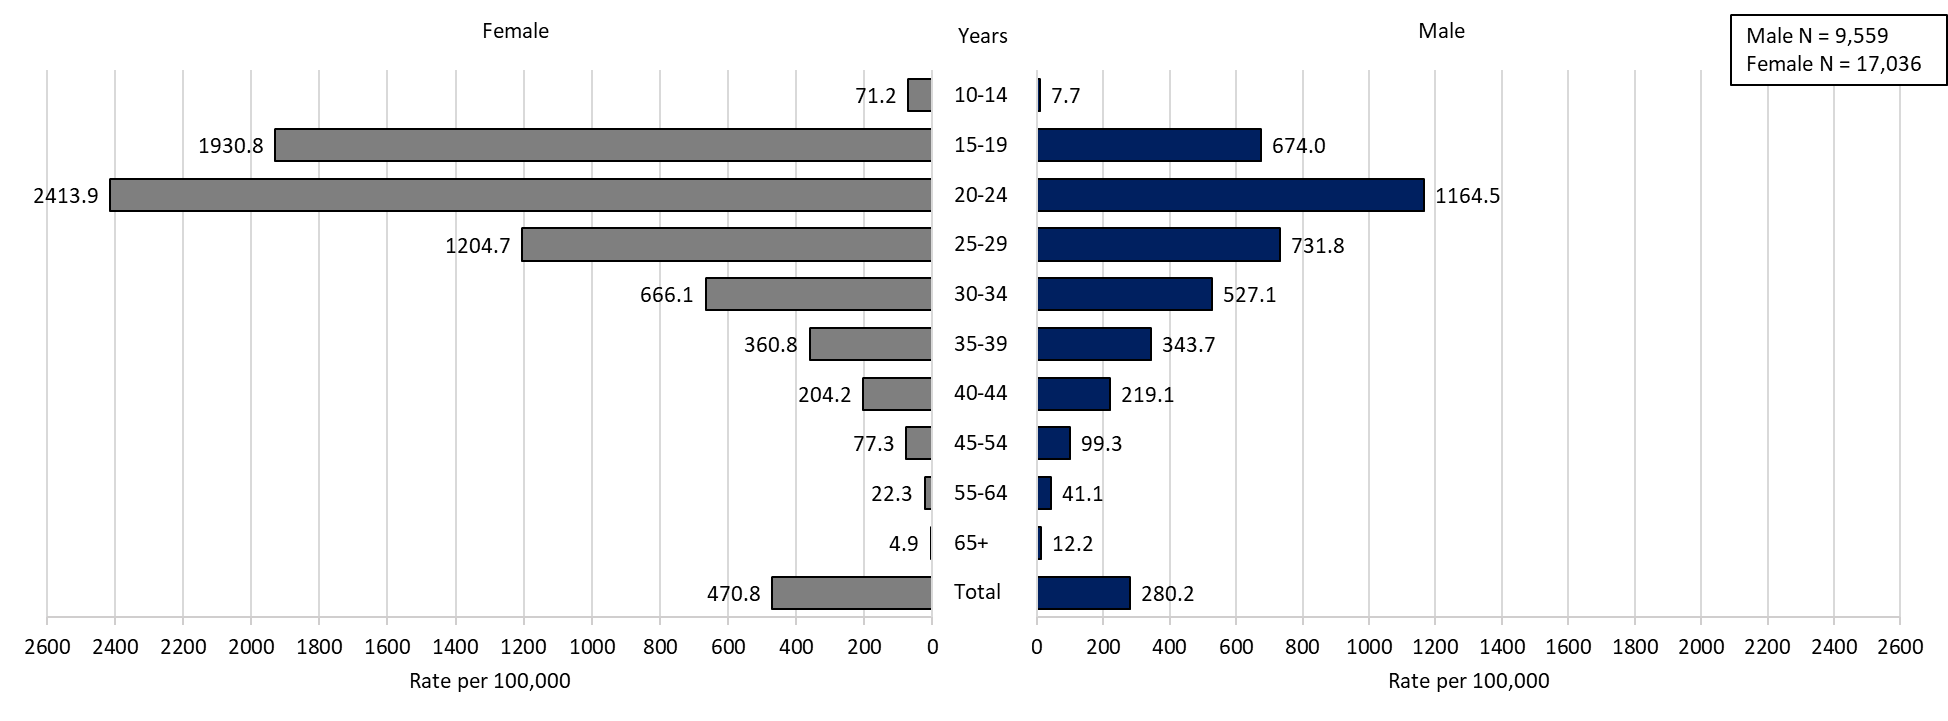 Female Years Male
Male N = 9,559
Female N = 17,036
71.2 10-14 7.7
1930.8 15-19 674.0
2413.9 20-24 1164.5
1204.7 25-29 731.8
666.1 30-34 527.1
360.8 35-39 343.7
204.2 40-44 219.1
77.3 45-54 99.3
22.3 55-64 41.1
4.9 65+ 12.2
470.8 Total 280.2
2600 2400 2200 2000 1800 1600 1400 1200 1000 800 600 400 200 0 0 200 400 600 800 1000 1200 1400 1600 1800 2000 2200 2400 2600
Rate per 100,000 Rate per 100,000